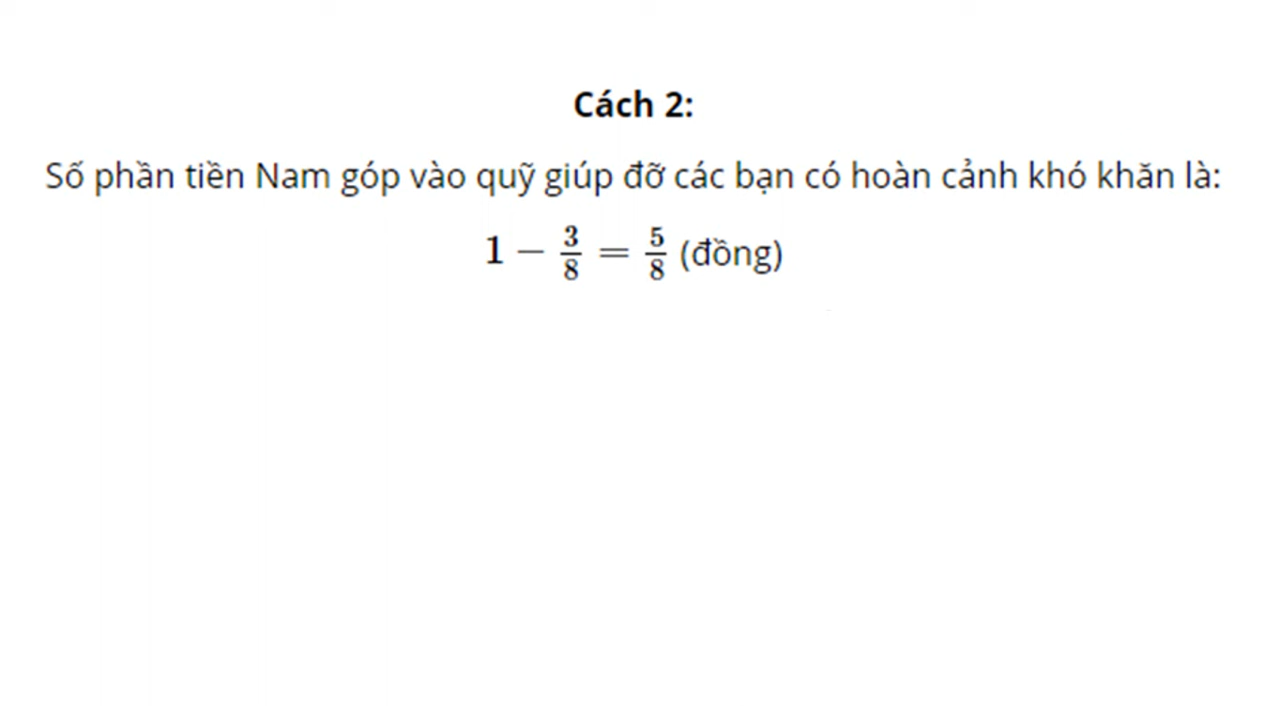 Cách 2:
Số phần tiền Nam góp vào quỹ giúp đỡ các bạn có hoàn cảnh khó khăn là:
1 − 3/8 = 5/8 (đồng)